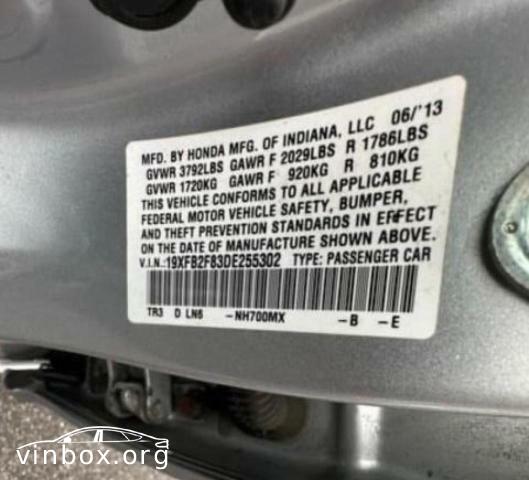 MFD. BY HONDA MFG. OF INDIANA, LLC 06/'13
GVWR 3792LBS GAWR F 2029LBS R 1786LBS
GVWR 1720KG GAWR F 920KG R 810KG
THIS VEHICLE CONFORMS TO ALL APPLICABLE
FEDERAL MOTOR VEHICLE SAFETY, BUMPER,
AND THEFT PREVENTION STANDARDS IN EFFECT
ON THE DATE OF MANUFACTURE SHOWN ABOVE.
V.I.N.:19XFB2F83DE255302 TYPE: PASSENGER CAR
TR3 D LN6 -NH700MX -B -E
vinbox.org